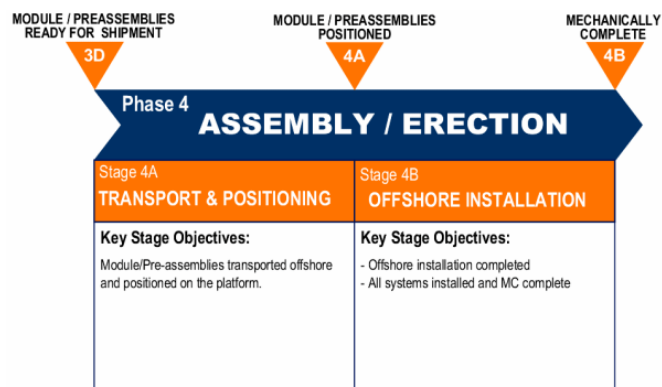 MODULE / PREASSEMBLIES
READY FOR SHIPMENT
3D
MODULE / PREASSEMBLIES
POSITIONED
4A
MECHANICALLY
COMPLETE
4B
Phase 4
ASSEMBLY / ERECTION
Stage 4A
TRANSPORT & POSITIONING
Stage 4B
OFFSHORE INSTALLATION
Key Stage Objectives:
Module/Pre-assemblies transported offshore
and positioned on the platform.
Key Stage Objectives:
- Offshore installation completed
- All systems installed and MC complete